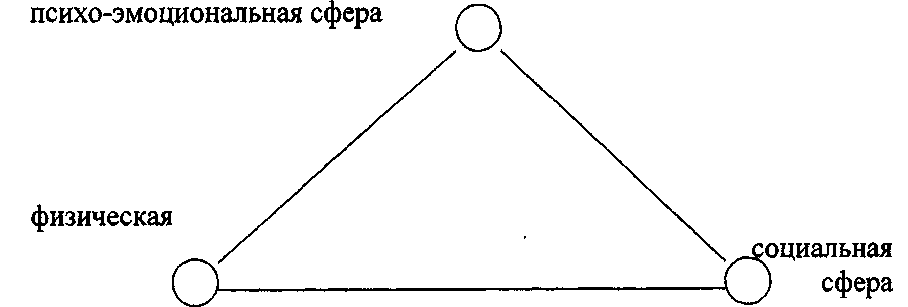 психо-эмоциональная сфера
физическая
социальная
сфера